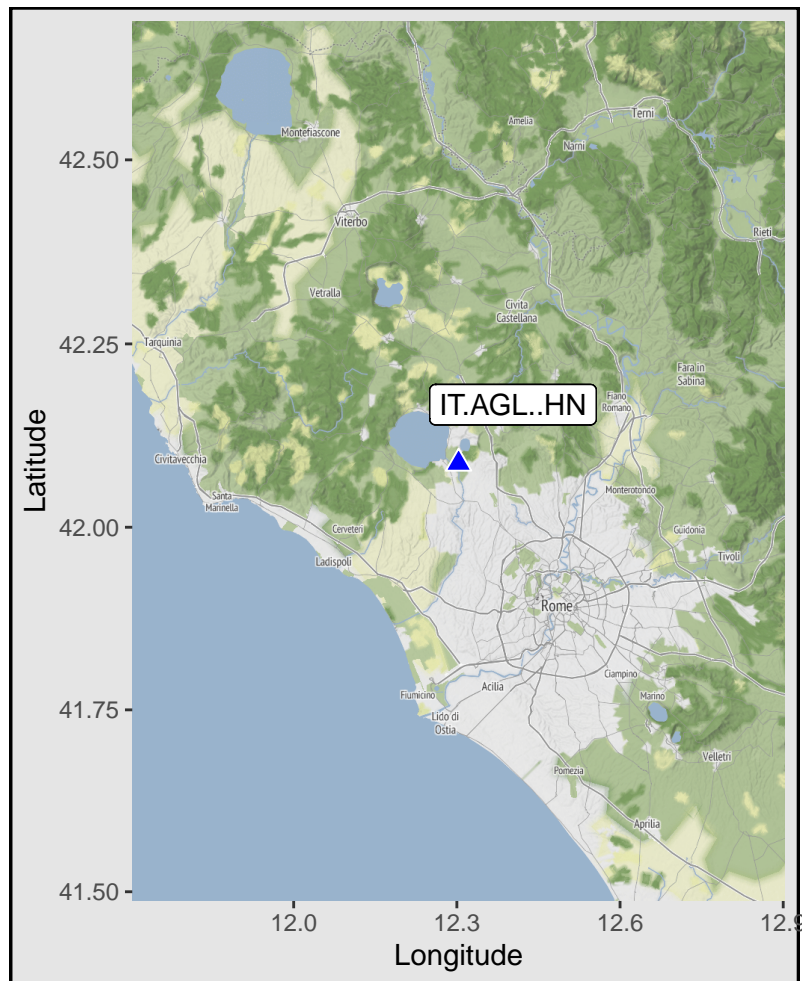 Latitude
42.50
42.25
42.00
41.75
41.50
Montefiascone
Amelia
Terni
Narni
Viterbo
Rieti
Vetralla
Civita
Castellana
Tarquinia
Fara in
Sabina
IT.AGL..HN
Fiano
Romano
Civitavecchia
Santa
Marinella
Monterotondo
Cerveteri
Guidonia
Ladispoli
Tivoli
Rome
Ciampino
Fiumicino
Acilia
Marino
Lido di
Ostia
Velletri
Pomezia
Aprilia
12.0
12.3
12.6
12.9
Longitude